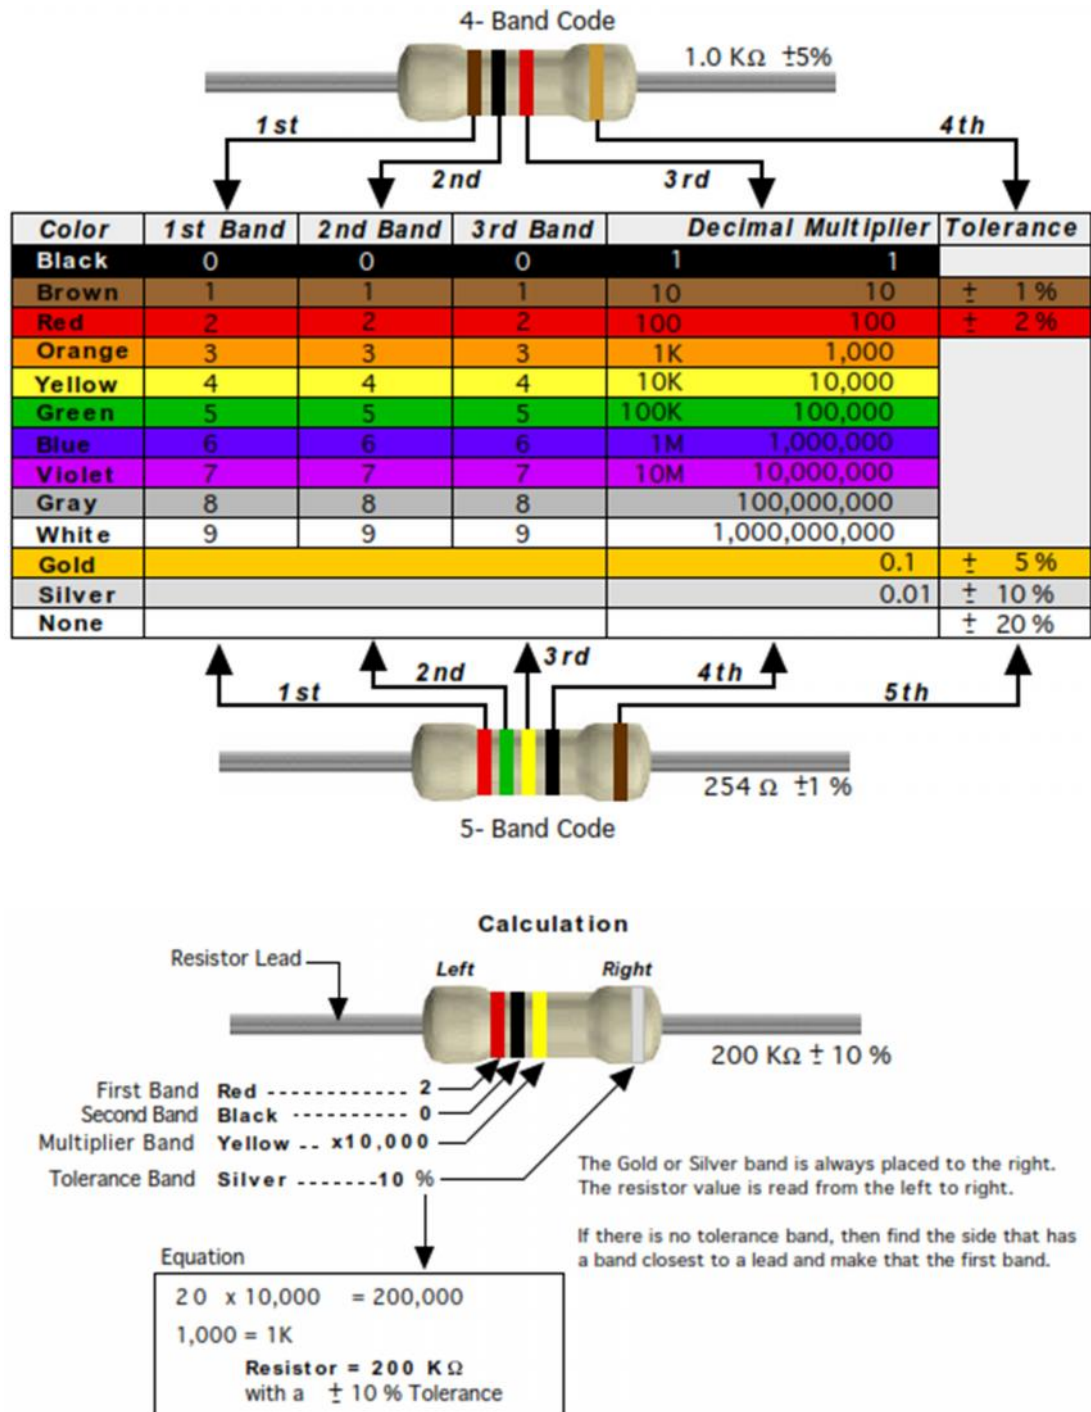 4- Band Code
1.0 KΩ ±5%
1st
4th
2nd
3rd
Color 1st Band 2nd Band 3rd Band Decimal Multiplier Tolerance
Black 0 0 0 1 1
Brown 1 1 1 10 10 ± 1%
Red 2 2 2 100 100 ± 2%
Orange 3 3 3 1K 1,000
Yellow 4 4 4 10K 10,000
Green 5 5 5 100K 100,000
Blue 6 6 6 1M 1,000,000
Violet 7 7 7 10M 10,000,000
Gray 8 8 8 100,000,000
White 9 9 9 1,000,000,000
Gold 0.1 ± 5%
Silver 0.01 ± 10%
None ± 20%
1st
2nd
3rd
4th
5th
254 Ω ±1 %
5- Band Code
Calculation
Resistor Lead
Left
Right
200 KΩ ± 10 %
First Band Red ------------ 2
Second Band Black ---------- 0
Multiplier Band Yellow -- x10,000
Tolerance Band Silver -------10 %
The Gold or Silver band is always placed to the right.
The resistor value is read from the left to right.
If there is no tolerance band, then find the side that has
a band closest to a lead and make that the first band.
Equation
20 x 10,000 = 200,000
1,000 = 1K
Resistor = 200 KΩ
with a ± 10 % Tolerance